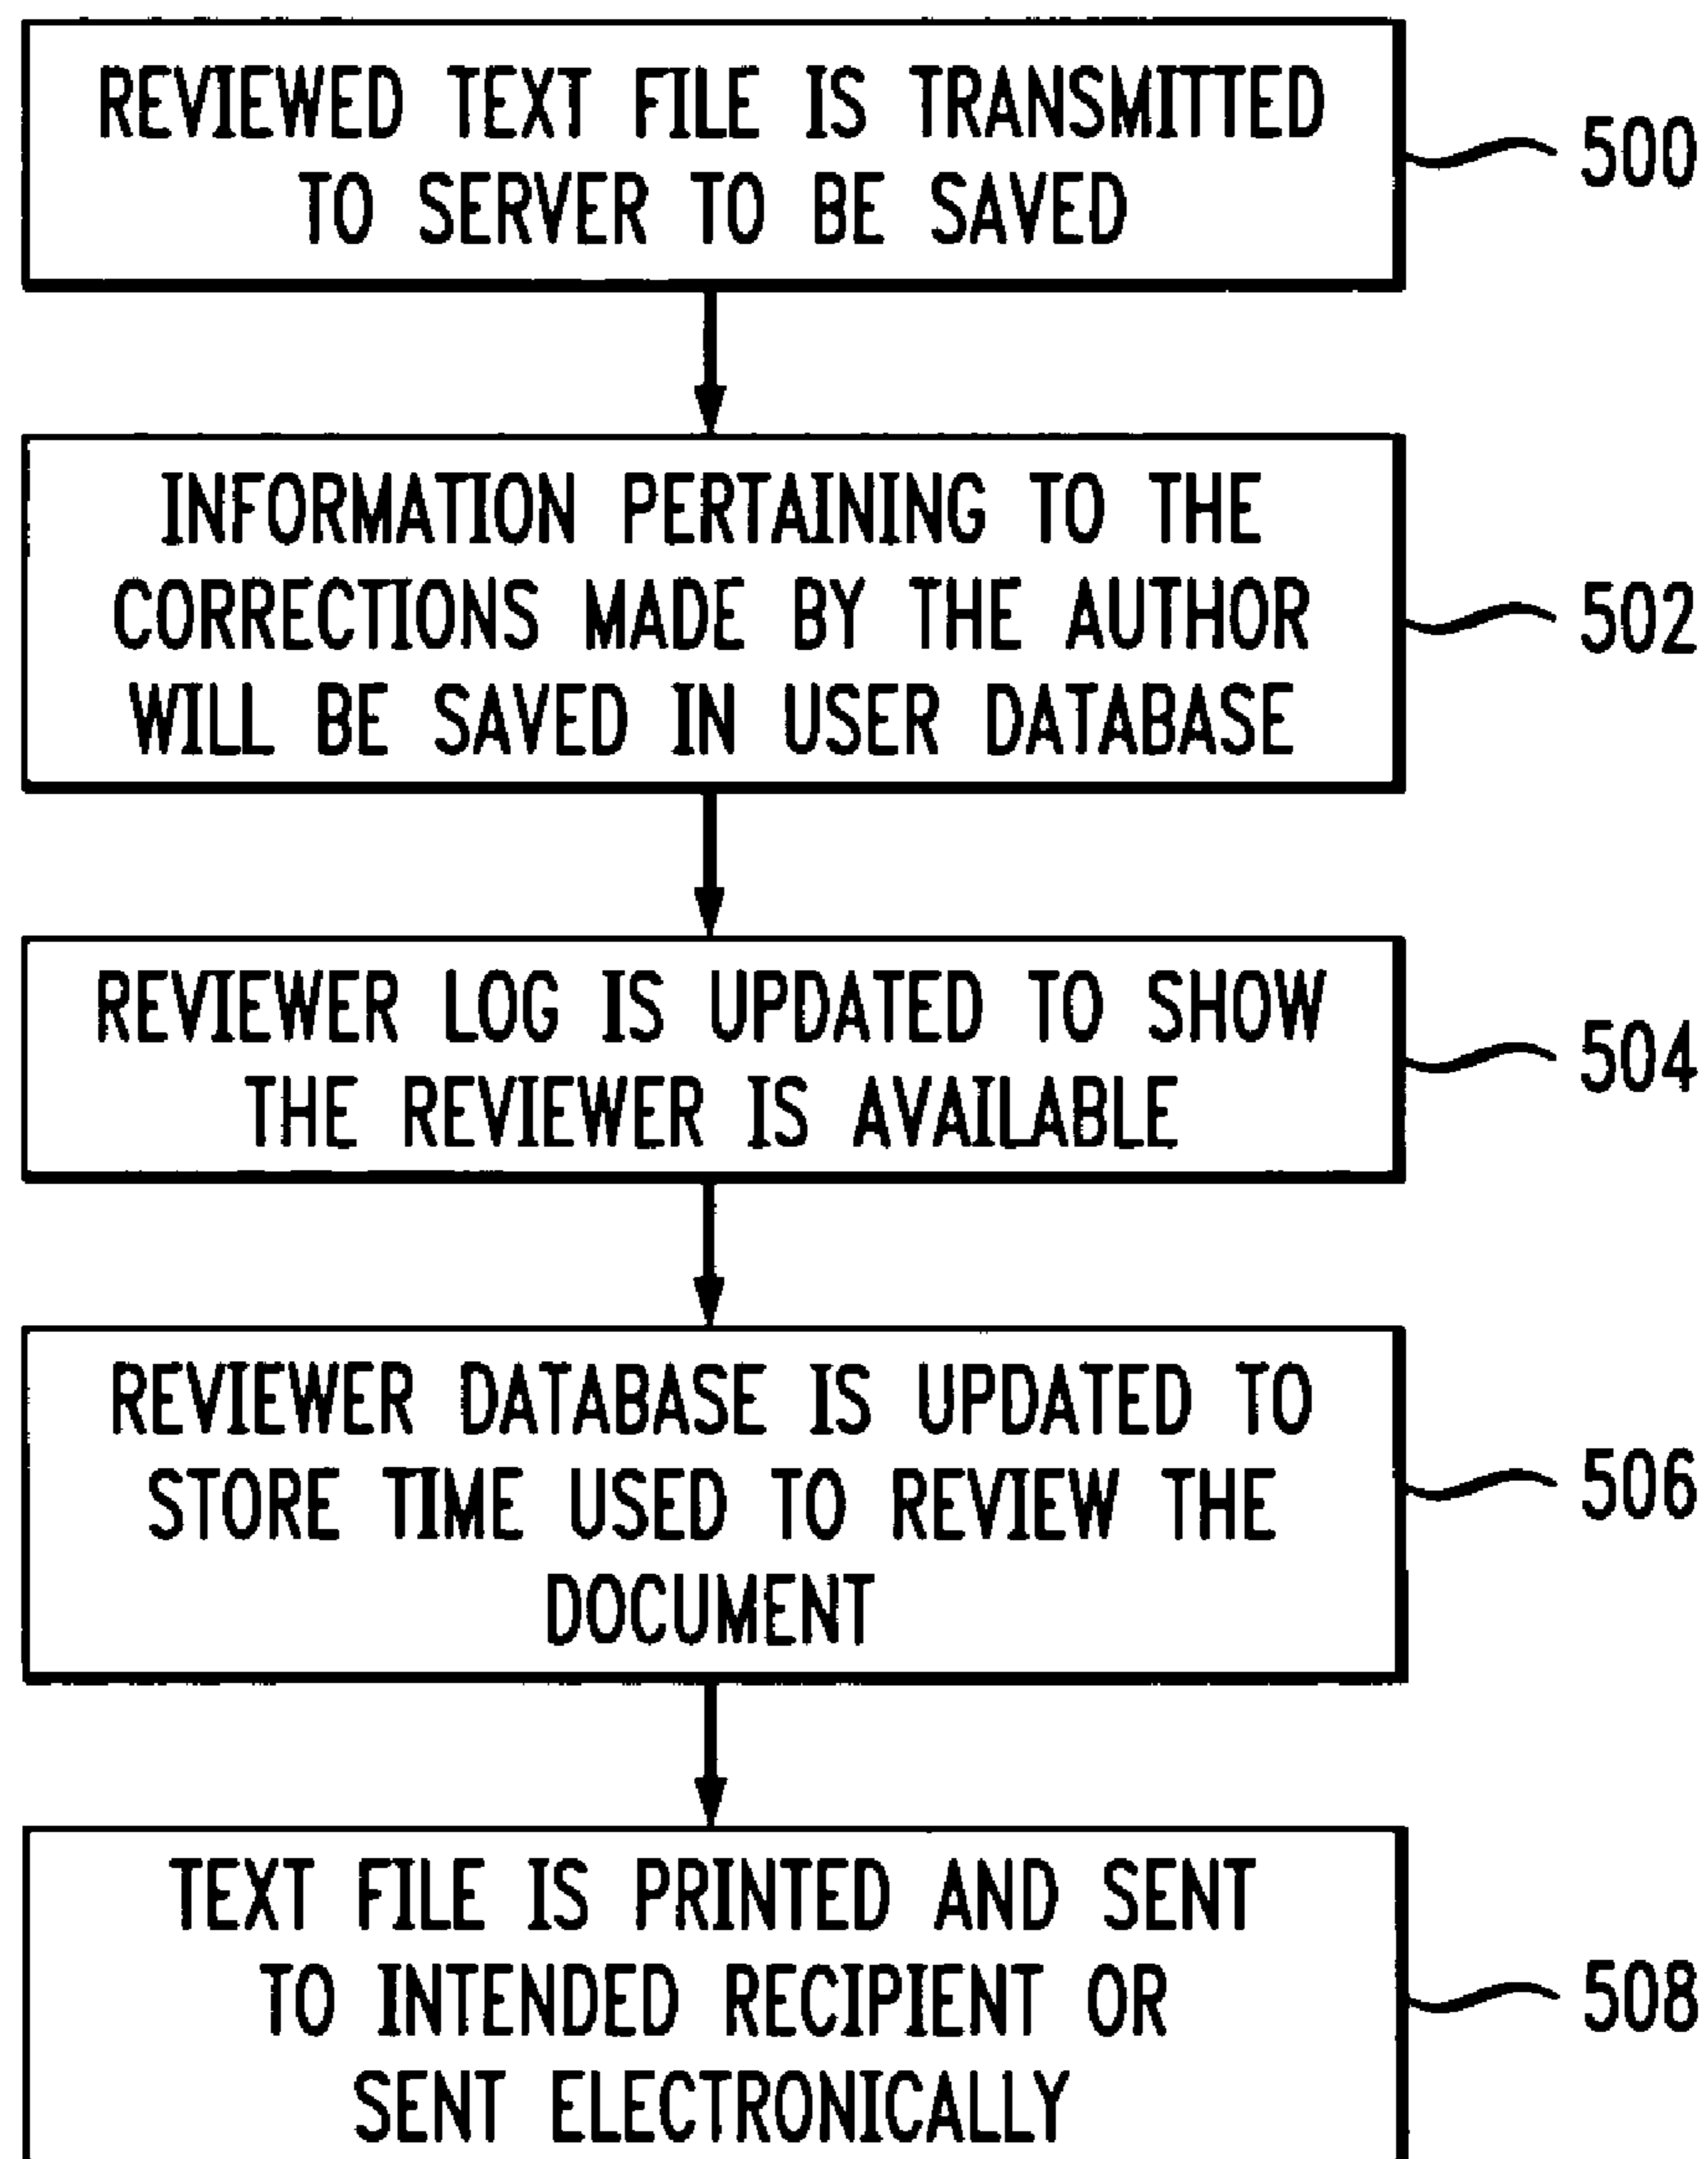 REVIEWED TEXT FILE IS TRANSMITTED
TO SERVER TO BE SAVED
500
INFORMATION PERTAINING TO THE
CORRECTIONS MADE BY THE AUTHOR
WILL BE SAVED IN USER DATABASE
502
REVIEWER LOG IS UPDATED TO SHOW
THE REVIEWER IS AVAILABLE
504
REVIEWER DATABASE IS UPDATED TO
STORE TIME USED TO REVIEW THE
DOCUMENT
506
TEXT FILE IS PRINTED AND SENT
TO INTENDED RECIPIENT OR
SENT ELECTRONICALLY
508